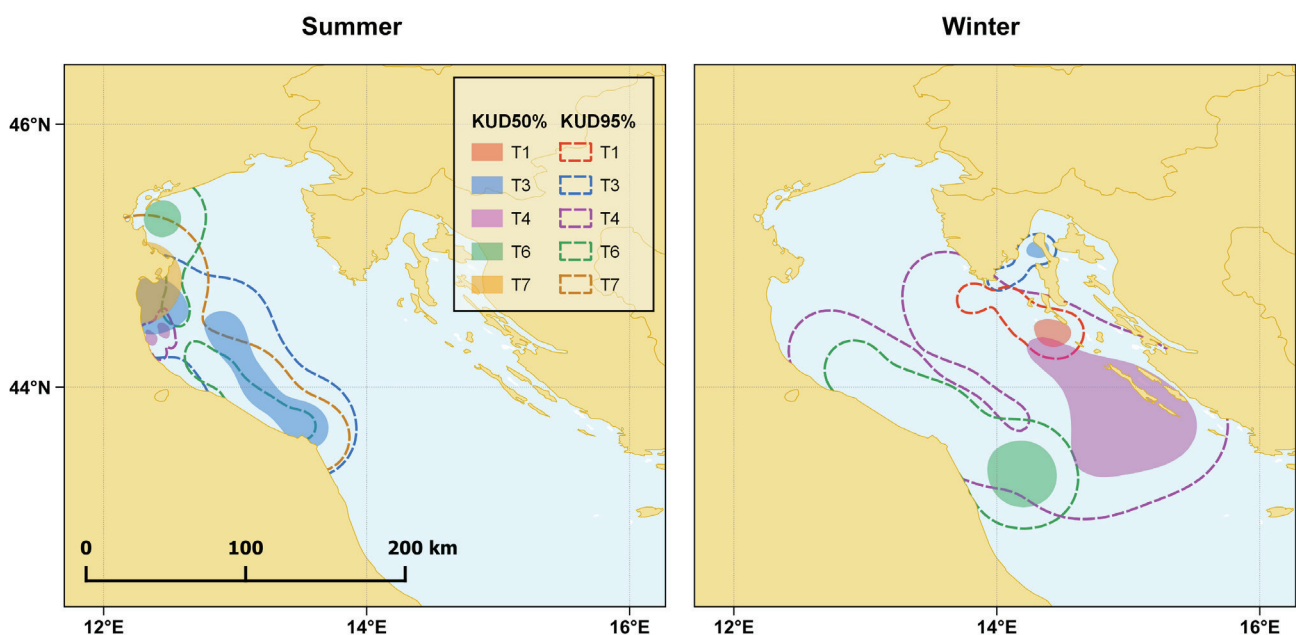 Summer
Winter
KUD50% KUD95%
T1 T1
T3 T3
T4 T4
T6 T6
T7 T7
46°N
44°N
0 100 200 km
12°E 14°E 16°E
12°E 14°E 16°E